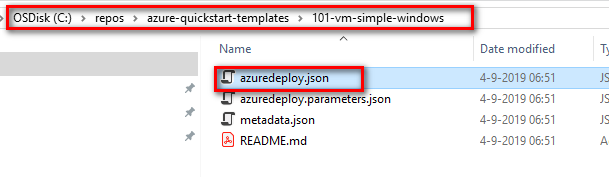 OSDisk (C:) > repos > azure-quickstart-templates > 101-vm-simple-windows
Name Date modified
azuredeploy.json 4-9-2019 06:51 JS
azuredeploy.parameters.json 4-9-2019 06:51 JS
metadata.json 4-9-2019 06:51 JS
README.md 4-9-2019 06:51